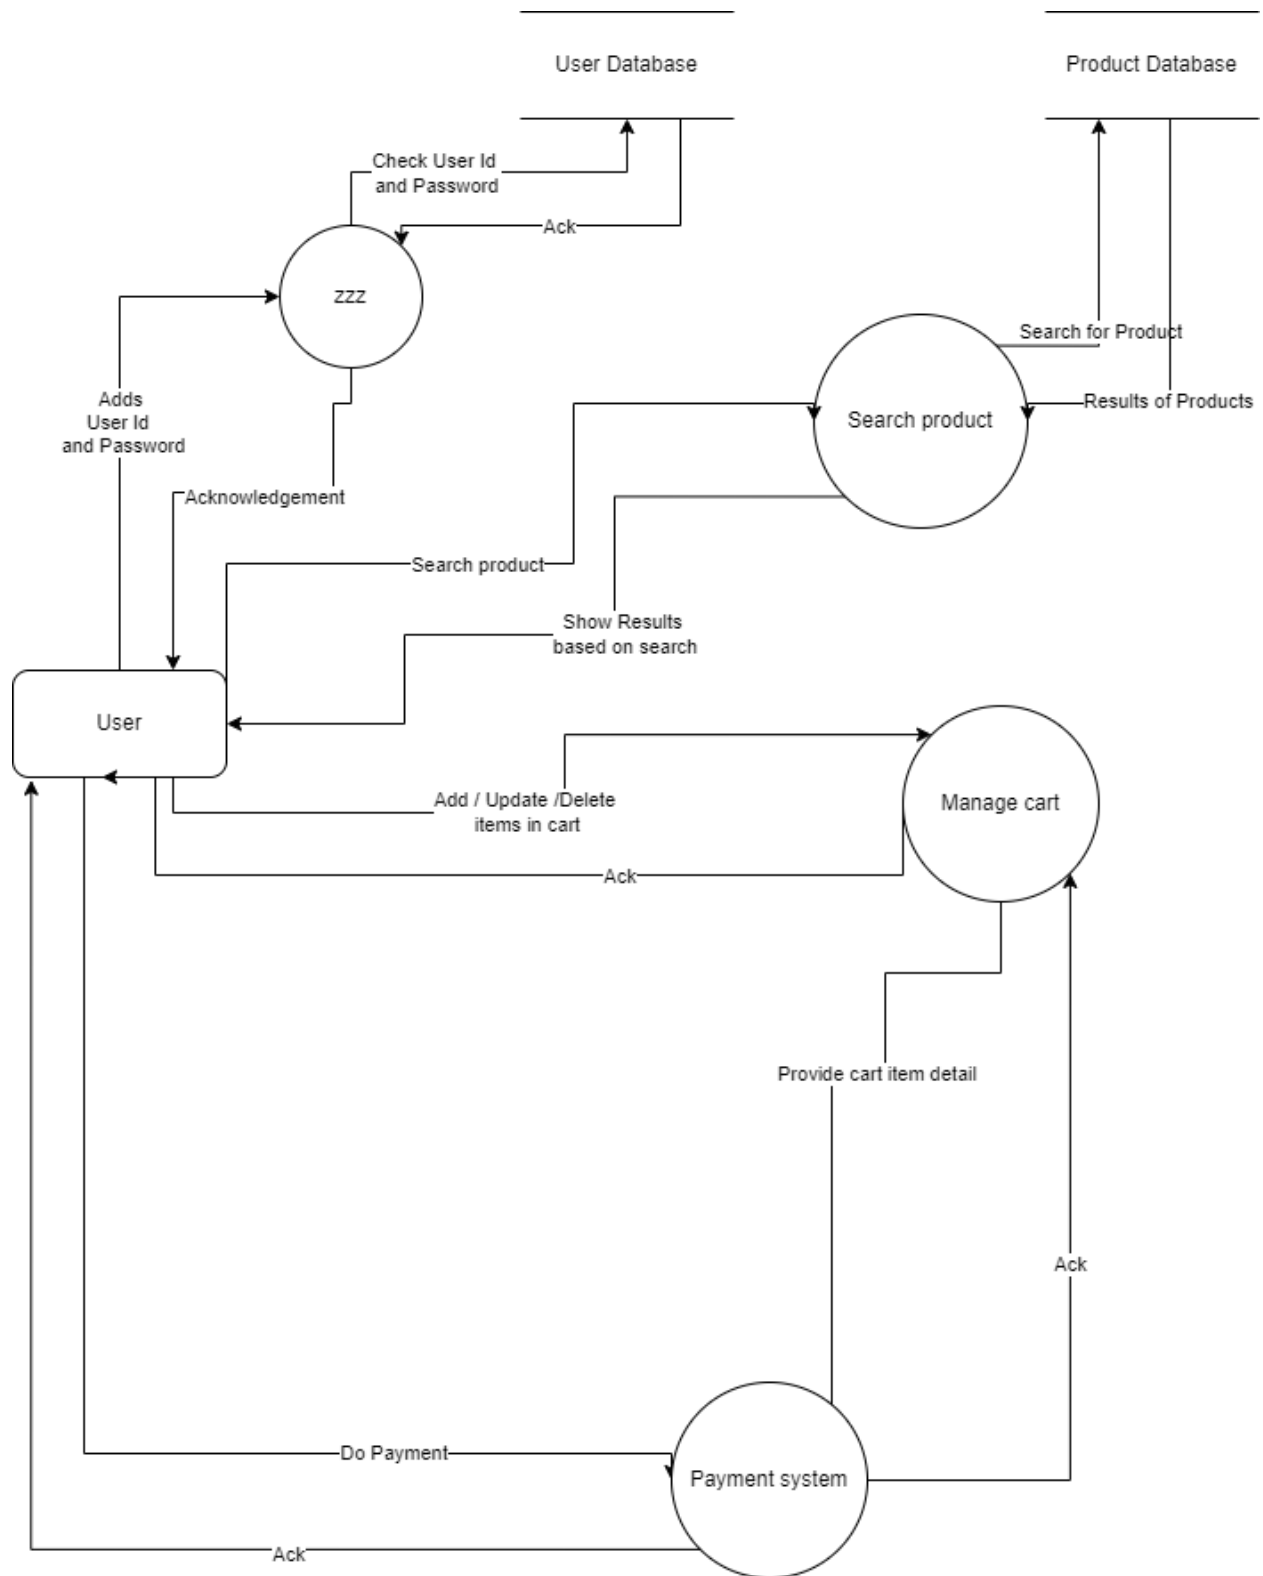 User Database
Product Database
Check User Id
and Password
Ack
zzz
Search for Product
Adds
User Id
and Password
Results of Products
Search product
Acknowledgement
Search product
Show Results
based on search
User
Add / Update /Delete
items in cart
Manage cart
Ack
Provide cart item detail
Ack
Do Payment
Payment system
Ack